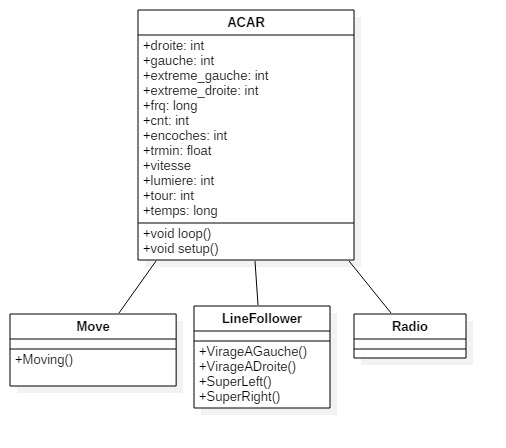 ACAR
+droite: int
+gauche: int
+extreme_gauche: int
+extreme_droite: int
+frq: long
+cnt: int
+encoches: int
+trmin: float
+vitesse
+lumiere: int
+tour: int
+temps: long
+void loop()
+void setup()
Move
+Moving()
LineFollower
+VirageAGauche()
+VirageADroite()
+SuperLeft()
+SuperRight()
Radio